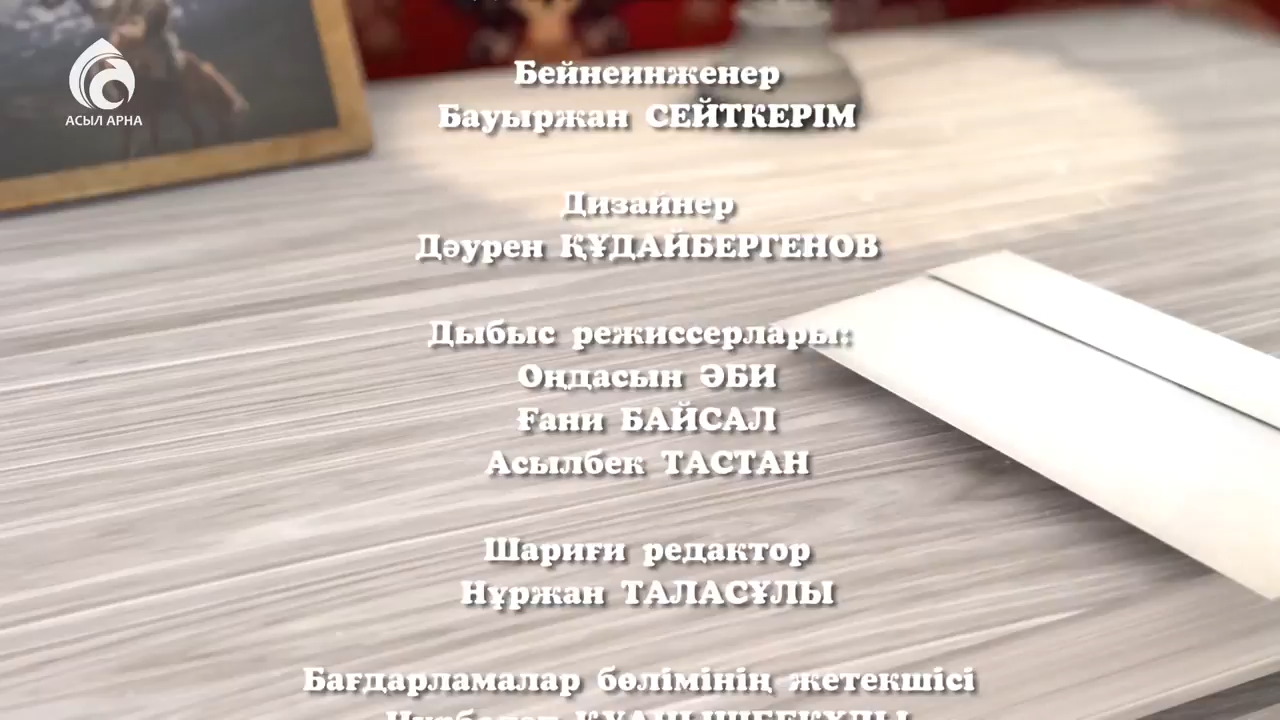 АСЫЛ АРНА
Бейнеинженер
Бауыржан СЕЙТКЕРІМ
Дизайнер
Дәурен ҚҰДАЙБЕРГЕНОВ
Дыбыс режиссерлары:
Оңдасын ӘБИ
Ғани БАЙСАЛ
Асылбек ТАСТАН
Шариғи редактор
Нұржан ТАЛАСҰЛЫ
Бағдарламалар бөлімінің жетекшісі